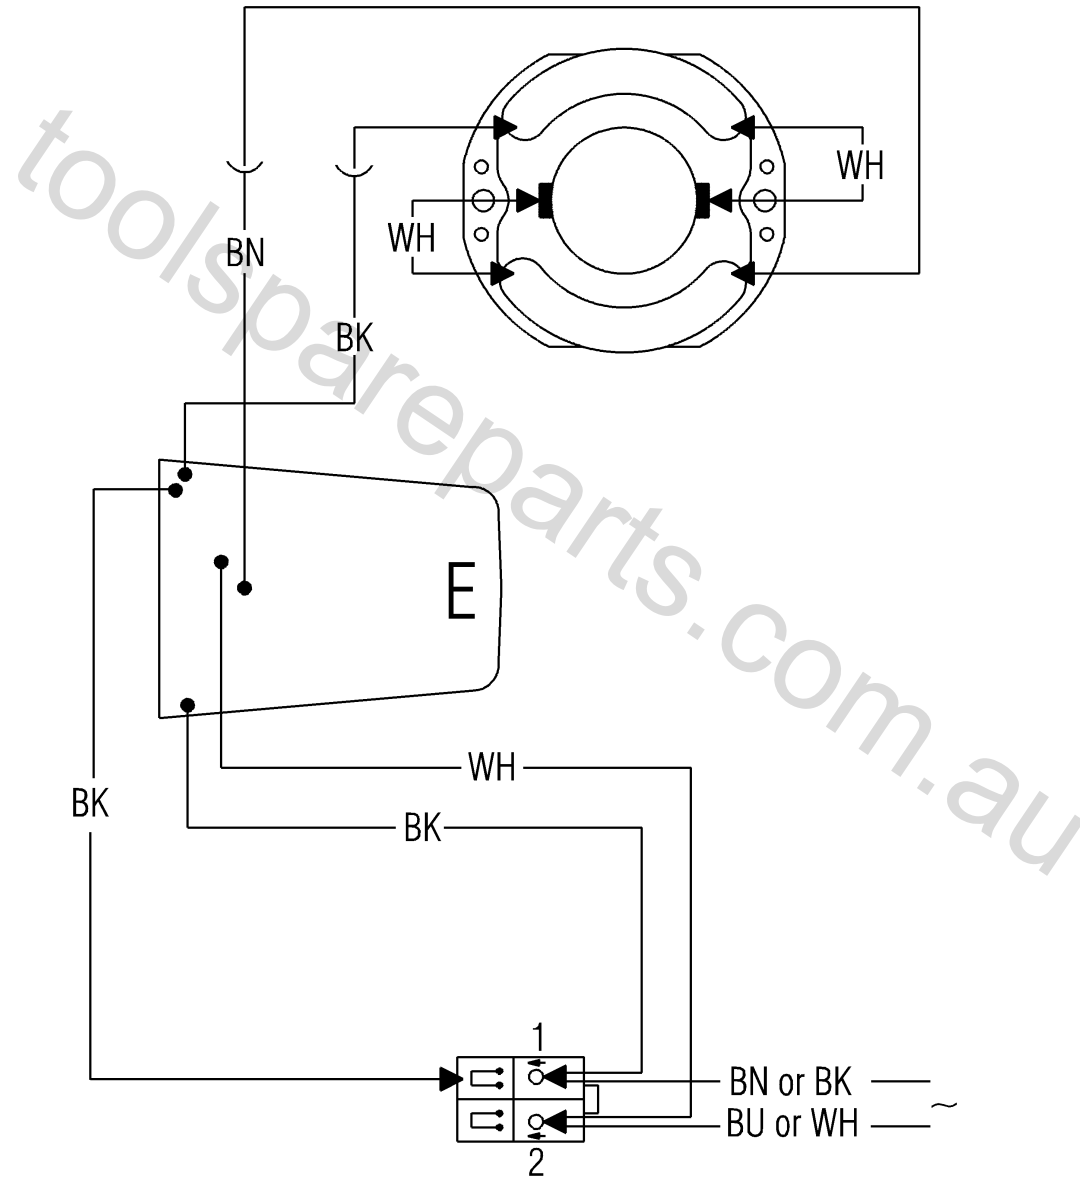 WH
WH
BN
BK
E
WH
BK
BK
1
BN or BK
~
BU or WH
2
toolspareparts.com.au